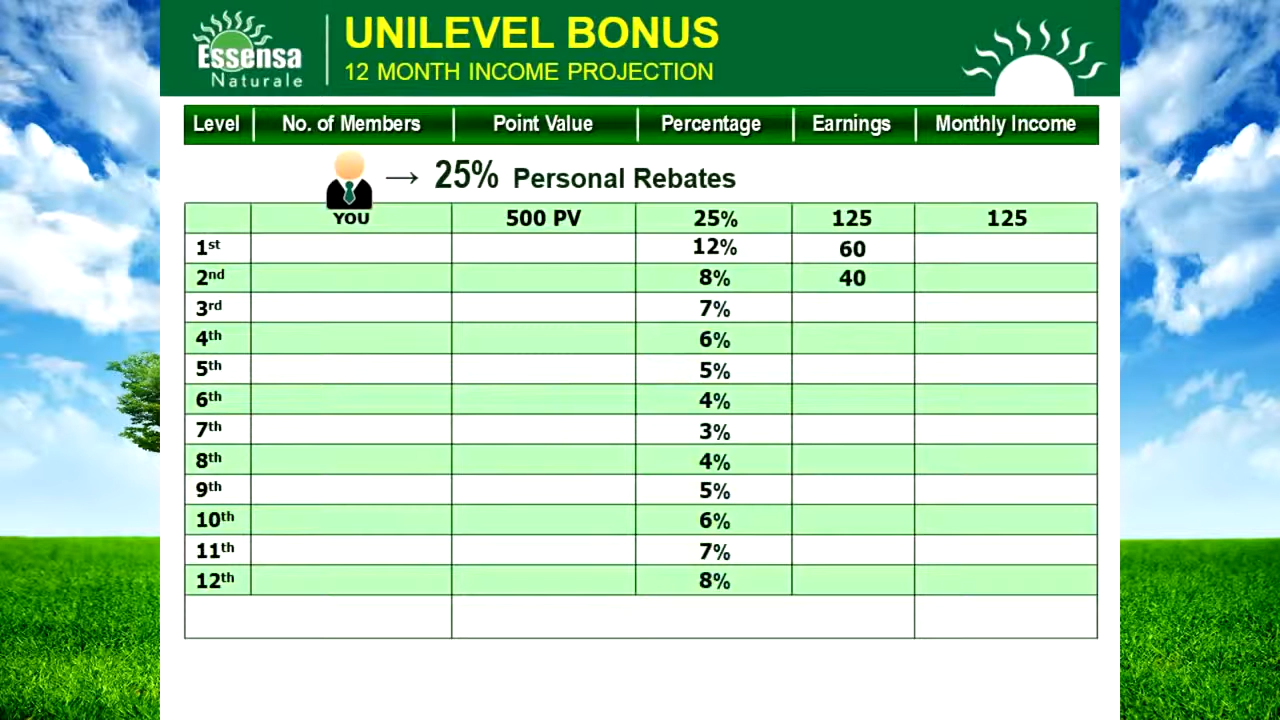 Essensa
Naturale
UNILEVEL BONUS
12 MONTH INCOME PROJECTION
Level No. of Members Point Value Percentage Earnings Monthly Income
→ 25% Personal Rebates
YOU 500 PV 25% 125 125
1st 12% 60
2nd 8% 40
3rd 7%
4th 6%
5th 5%
6th 4%
7th 3%
8th 4%
9th 5%
10th 6%
11th 7%
12th 8%